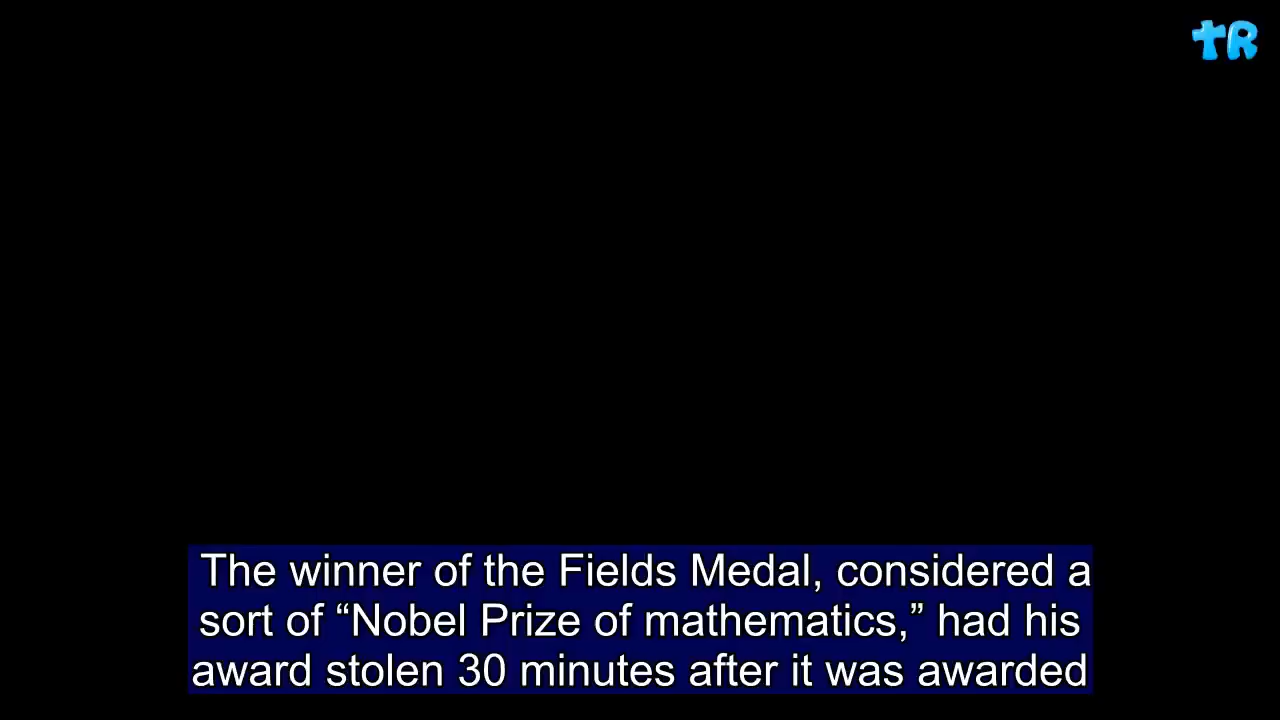 TR
The winner of the Fields Medal, considered a
sort of “Nobel Prize of mathematics,” had his
award stolen 30 minutes after it was awarded